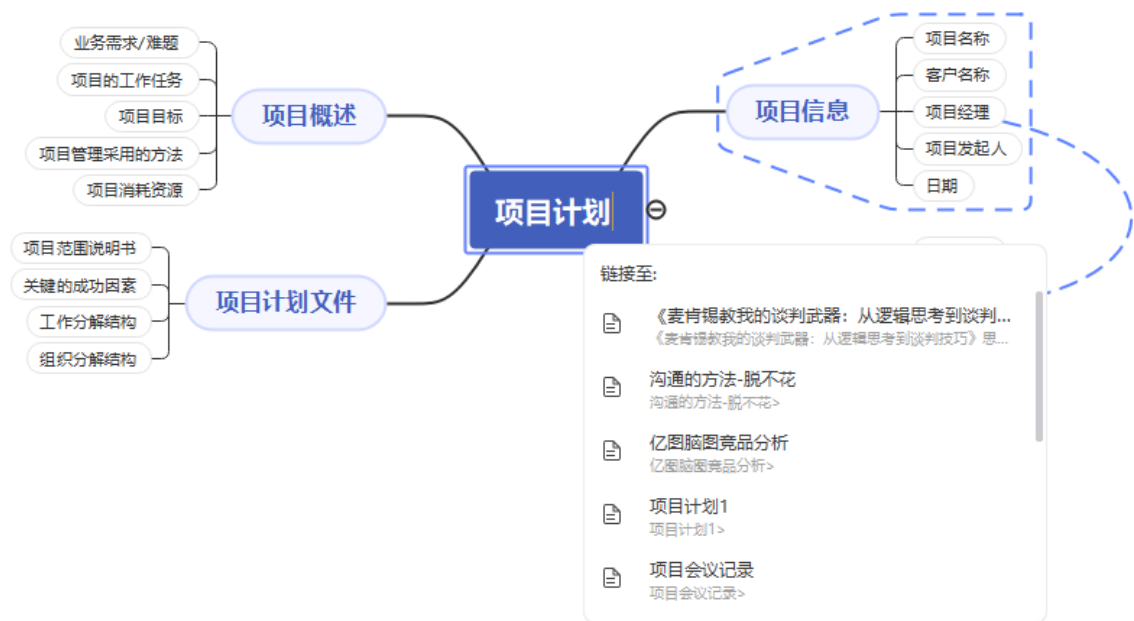 业务需求/难题
项目的工作任务
项目目标
项目管理采用的方法
项目消耗资源
项目概述
项目范围说明书
关键的成功因素
工作分解结构
组织分解结构
项目计划文件
项目计划
项目信息
项目名称
客户名称
项目经理
项目发起人
日期
链接至:
《麦肯锡教我的谈判武器：从逻辑思考到谈判...
《麦肯锡教我的谈判武器：从逻辑思考到谈判技巧》思...
沟通的方法-脱不花
沟通的方法-脱不花>
亿图脑图竞品分析
亿图脑图竞品分析>
项目计划1
项目计划1>
项目会议记录
项目会议记录>